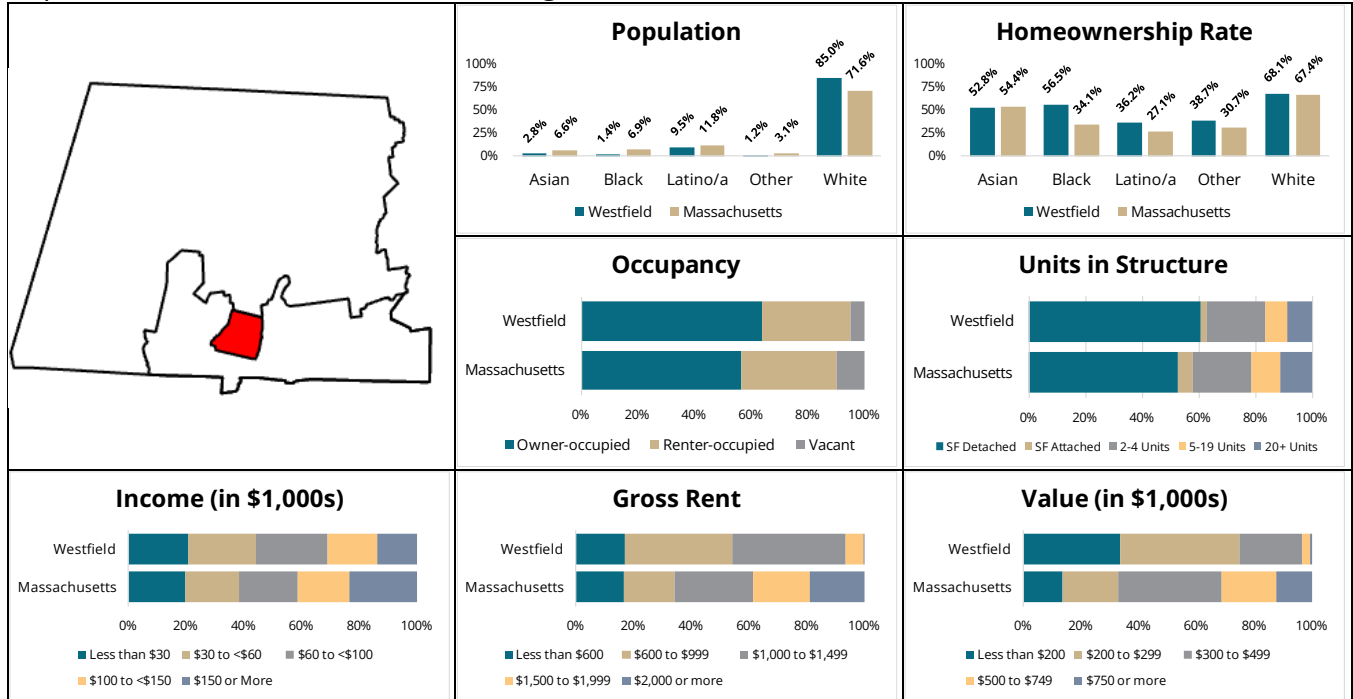 Population
100%
75%
50%
25%
0%
2.8%
6.6%
1.4%
6.9%
9.5%
11.8%
1.2%
3.1%
85.0%
71.6%
Asian Black Latino/a Other White
Westfield Massachusetts
Homeownership Rate
100%
75%
50%
25%
0%
52.8%
54.4%
56.5%
34.1%
36.2%
27.1%
38.7%
30.7%
68.1%
67.4%
Asian Black Latino/a Other White
Westfield Massachusetts
Occupancy
Westfield
Massachusetts
0% 20% 40% 60% 80% 100%
Owner-occupied Renter-occupied Vacant
Units in Structure
Westfield
Massachusetts
0% 20% 40% 60% 80% 100%
SF Detached SF Attached 2-4 Units 5-19 Units 20+ Units
Income (in $1,000s)
Westfield
Massachusetts
0% 20% 40% 60% 80% 100%
Less than $30 $30 to <$60 $60 to <$100
$100 to <$150 $150 or More
Gross Rent
Westfield
Massachusetts
0% 20% 40% 60% 80% 100%
Less than $600 $600 to $999 $1,000 to $1,499
$1,500 to $1,999 $2,000 or more
Value (in $1,000s)
Westfield
Massachusetts
0% 20% 40% 60% 80% 100%
Less than $200 $200 to $299 $300 to $499
$500 to $749 $750 or more